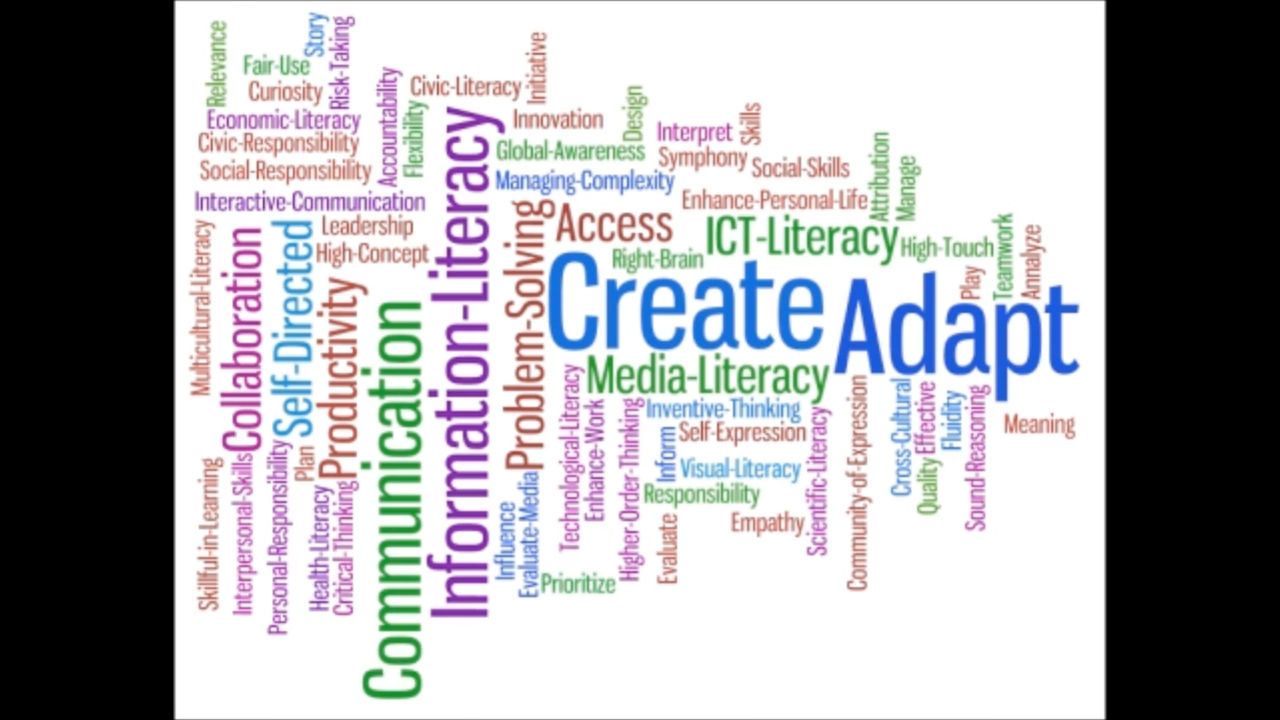 Relevance
Story
Risk-Taking
Fair-Use
Curiosity
Economic-Literacy
Civic-Responsibility
Social-Responsibility
Accountability
Flexibility
Civic-Literacy
Initiative
Innovation
Design
Global-Awareness
Interpret
Skills
Symphony
Social-Skills
Managing-Complexity
Attribution
Manage
Interactive-Communication
Enhance-Personal-Life
Leadership
High-Concept
Access
ICT-Literacy
High-Touch
Right-Brain
Teamwork
Annalyze
Play
Multicultural-Literacy
Collaboration
Self-Directed
Productivity
Communication
Information-Literacy
Problem-Solving
Create
Adapt
Media-Literacy
Technological-Literacy
Enhance-Work
Higher-Order-Thinking
Inventive-Thinking
Self-Expression
Inform
Visual-Literacy
Responsibility
Scientific-Literacy
Community-of-Expression
Cross-Cultural
Effective
Fluidity
Sound-Reasoning
Meaning
Quality
Skillful-in-Learning
Interpersonal-Skills
Personal-Responsibility
Plan
Health-Literacy
Critical-Thinking
Influence
Evaluate-Media
Prioritize
Evaluate
Empathy